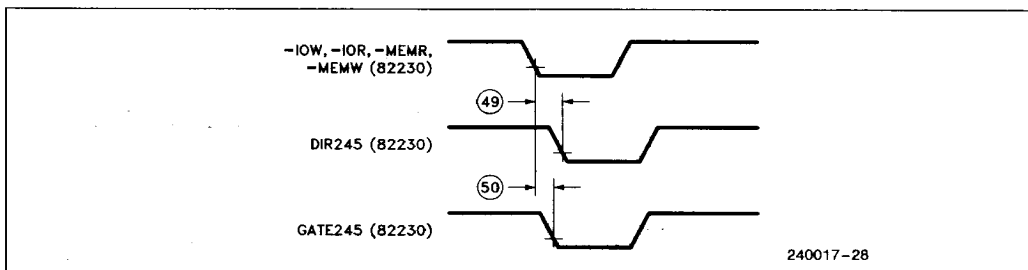 -IOW, -IOR, -MEMR,
-MEMW (82230)
49
DIR245 (82230)
50
GATE245 (82230)
240017-28